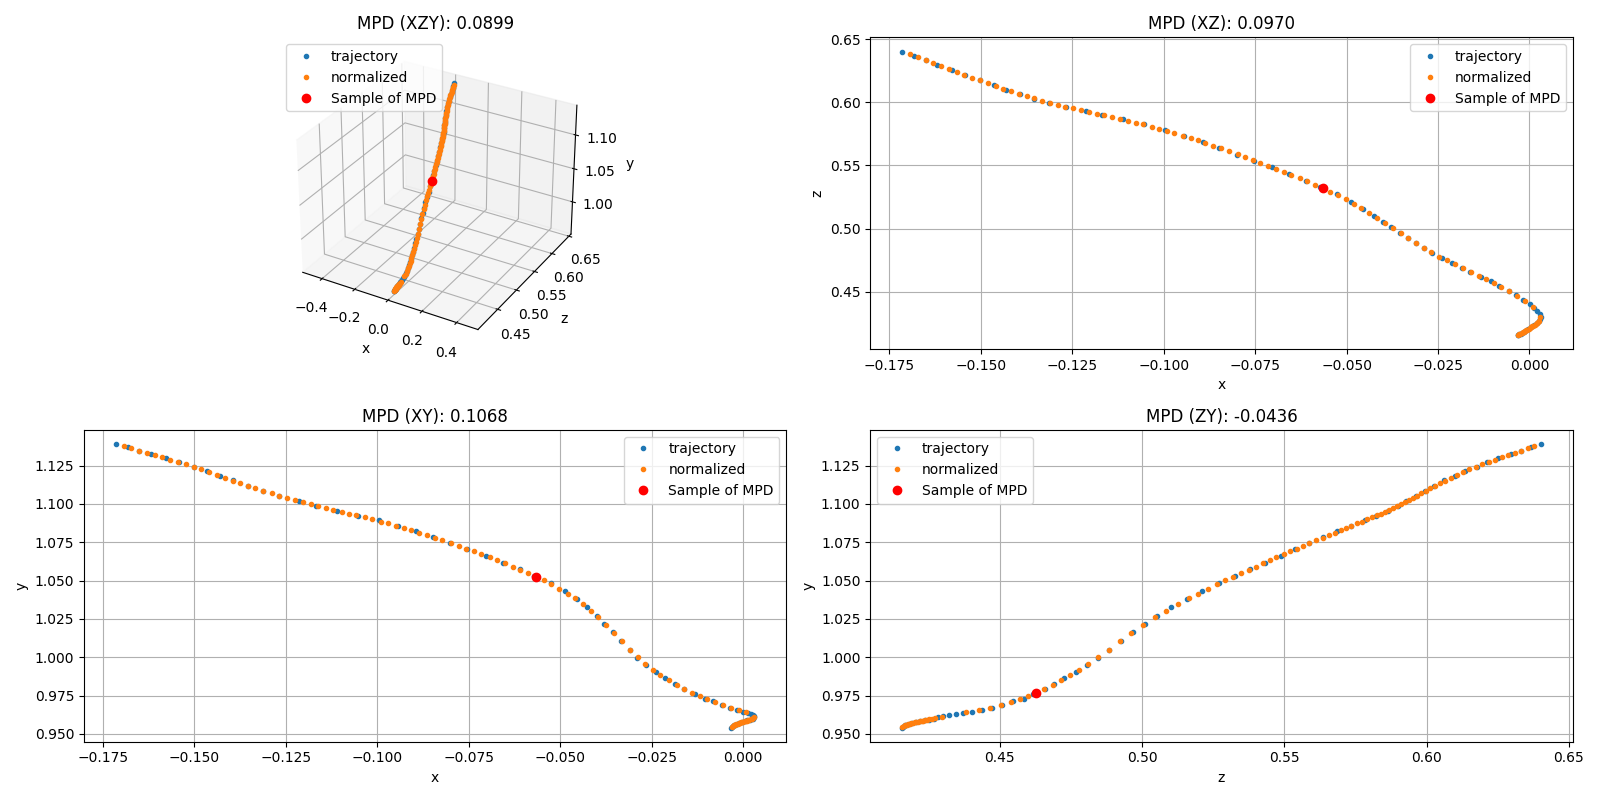 MPD (XZY): 0.0899
trajectory
normalized
Sample of MPD
1.10
1.05
1.00
y
0.65
0.60
0.55
0.50
0.45
z
−0.4
−0.2
0.0
0.2
0.4
x
MPD (XZ): 0.0970
trajectory
normalized
Sample of MPD
0.65
0.60
0.55
0.50
0.45
z
−0.175 −0.150 −0.125 −0.100 −0.075 −0.050 −0.025 0.000
x
MPD (XY): 0.1068
trajectory
normalized
Sample of MPD
1.125
1.100
1.075
1.050
1.025
1.000
0.975
0.950
y
−0.175 −0.150 −0.125 −0.100 −0.075 −0.050 −0.025 0.000
x
MPD (ZY): -0.0436
trajectory
normalized
Sample of MPD
1.125
1.100
1.075
1.050
1.025
1.000
0.975
0.950
y
0.45 0.50 0.55 0.60 0.65
z